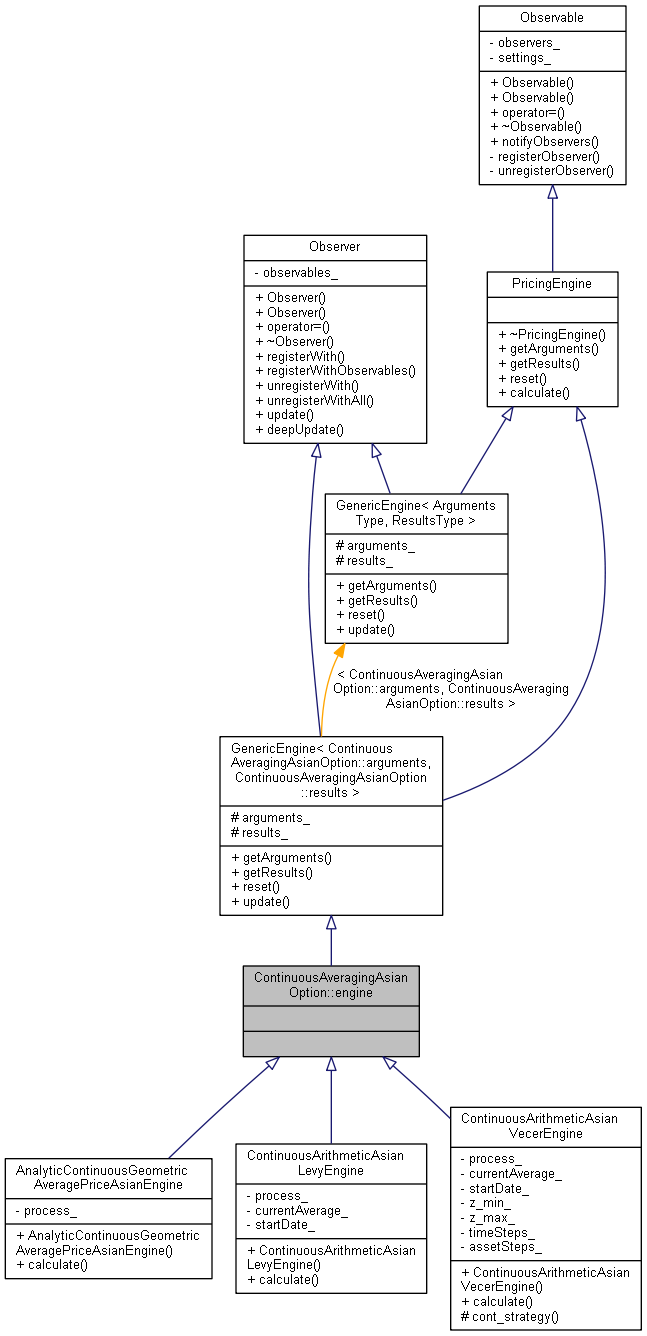 Observable
- observers_
- settings_
+ Observable()
+ Observable()
+ operator=()
+ ~Observable()
+ notifyObservers()
- registerObserver()
- unregisterObserver()
Observer
- observables_
+ Observer()
+ Observer()
+ operator=()
+ ~Observer()
+ registerWith()
+ registerWithObservables()
+ unregisterWith()
+ unregisterWithAll()
+ update()
+ deepUpdate()
PricingEngine
+ ~PricingEngine()
+ getArguments()
+ getResults()
+ reset()
+ calculate()
GenericEngine< Arguments
Type, ResultsType >
# arguments_
# results_
+ getArguments()
+ getResults()
+ reset()
+ update()
< ContinuousAveragingAsian
Option::arguments, ContinuousAveraging
AsianOption::results >
GenericEngine< Continuous
AveragingAsianOption::arguments,
ContinuousAveragingAsianOption
::results >
# arguments_
# results_
+ getArguments()
+ getResults()
+ reset()
+ update()
ContinuousAveragingAsian
Option::engine
AnalyticContinuousGeometric
AveragePriceAsianEngine
- process_
+ AnalyticContinuousGeometric
AveragePriceAsianEngine()
+ calculate()
ContinuousArithmeticAsian
LevyEngine
- process_
- currentAverage_
- startDate_
+ ContinuousArithmeticAsian
LevyEngine()
+ calculate()
ContinuousArithmeticAsian
VecerEngine
- process_
- currentAverage_
- startDate_
- z_min_
- z_max_
- timeSteps_
- assetSteps_
+ ContinuousArithmeticAsian
VecerEngine()
+ calculate()
# cont_strategy()